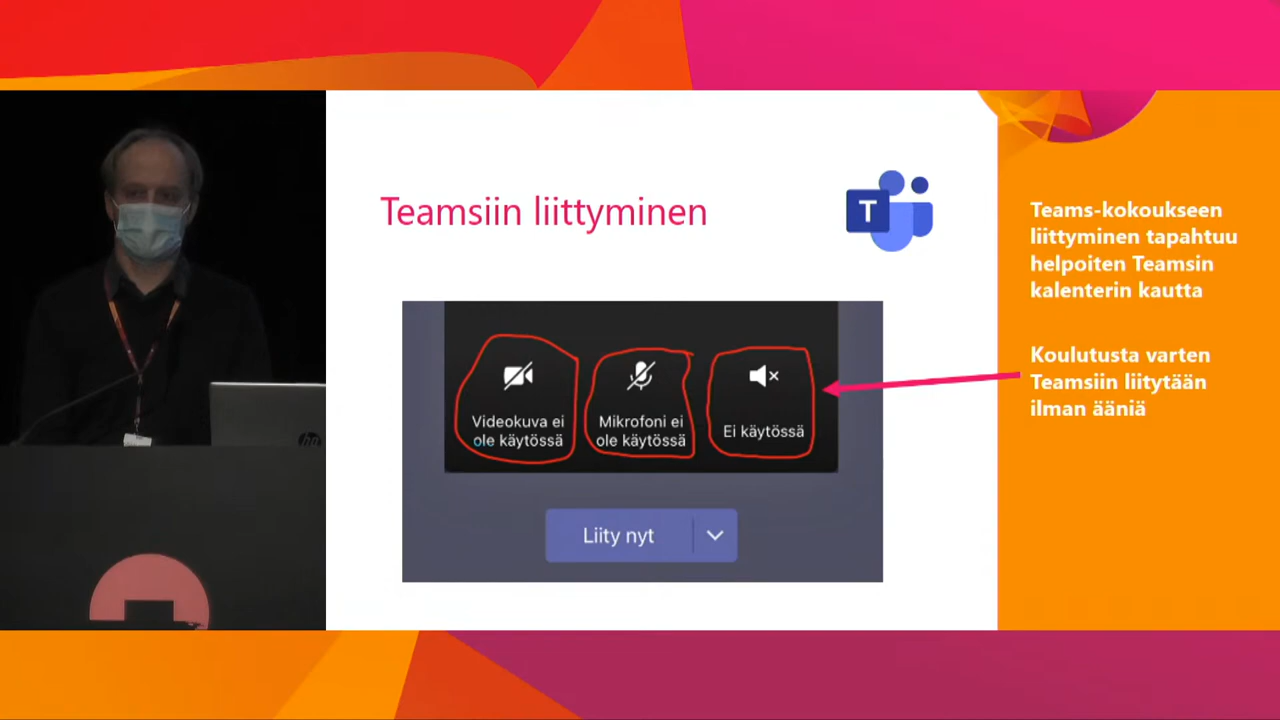 Teamsiin liittyminen
T
Videokuva ei
ole käytössä
Mikrofoni ei
ole käytössä
Ei käytössä
Liity nyt
Teams-kokoukseen
liittyminen tapahtuu
helpoiten Teamsin
kalenterin kautta
Koulutusta varten
Teamsiin liitytään
ilman ääniä
hp